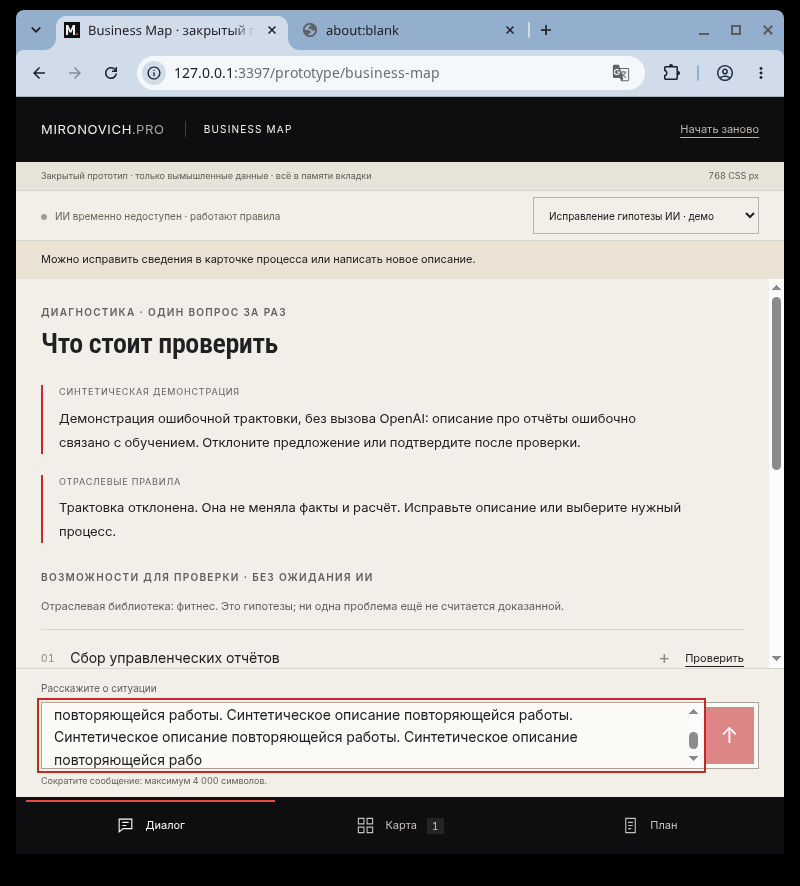 Business Map · закрытый п
about:blank
127.0.0.1:3397/prototype/business-map
MIRONOVICH.PRO
BUSINESS MAP
Начать заново
Закрытый прототип · только вымышленные данные · всё в памяти вкладки
768 CSS px
ИИ временно недоступен · работают правила
Исправление гипотезы ИИ · демо
Можно исправить сведения в карточке процесса или написать новое описание.
ДИАГНОСТИКА · ОДИН ВОПРОС ЗА РАЗ
Что стоит проверить
СИНТЕТИЧЕСКАЯ ДЕМОНСТРАЦИЯ
Демонстрация ошибочной трактовки, без вызова OpenAI: описание про отчёты ошибочно
связано с обучением. Отклоните предложение или подтвердите после проверки.
ОТРАСЛЕВЫЕ ПРАВИЛА
Трактовка отклонена. Она не меняла факты и расчёт. Исправьте описание или выберите нужный
процесс.
ВОЗМОЖНОСТИ ДЛЯ ПРОВЕРКИ · БЕЗ ОЖИДАНИЯ ИИ
Отраслевая библиотека: фитнес. Это гипотезы; ни одна проблема ещё не считается доказанной.
01 Сбор управленческих отчётов
+ Проверить
Расскажите о ситуации
повторяющейся работы. Синтетическое описание повторяющейся работы.
Синтетическое описание повторяющейся работы. Синтетическое описание
повторяющейся рабо
Сократите сообщение: максимум 4 000 символов.
Диалог
Карта 1
План